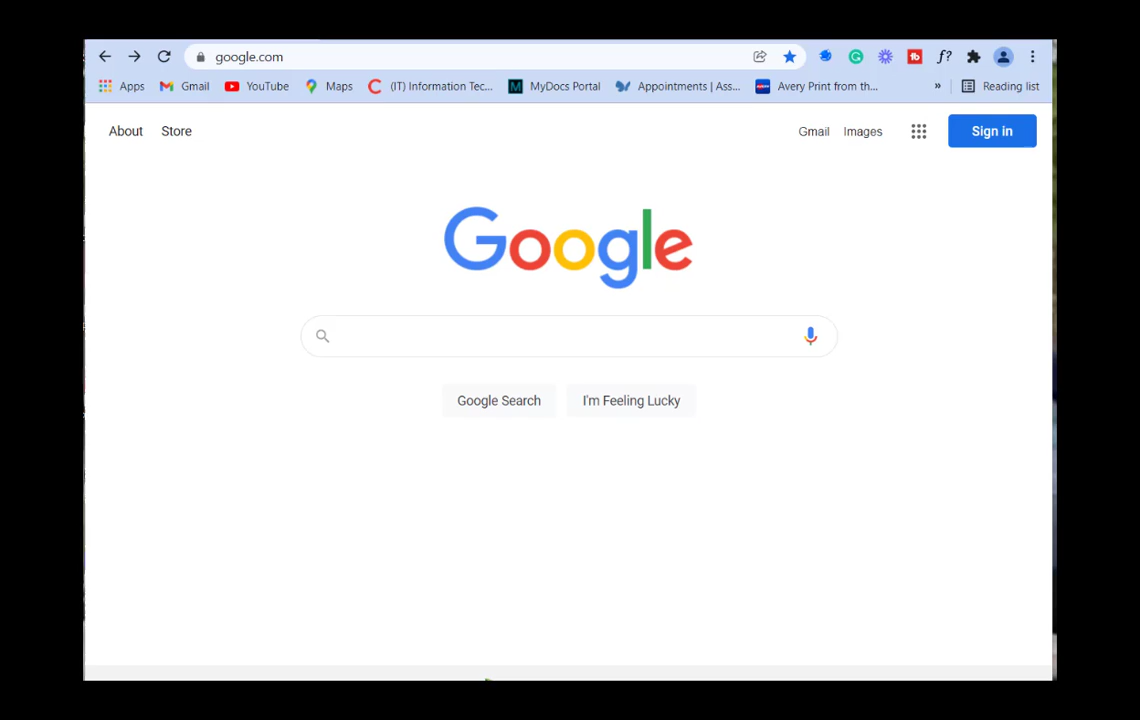 google.com
Apps Gmail YouTube Maps (IT) Information Tec... MyDocs Portal Appointments | Ass... Avery Print from th... » Reading list
About Store Gmail Images Sign in
Google
Google Search I'm Feeling Lucky